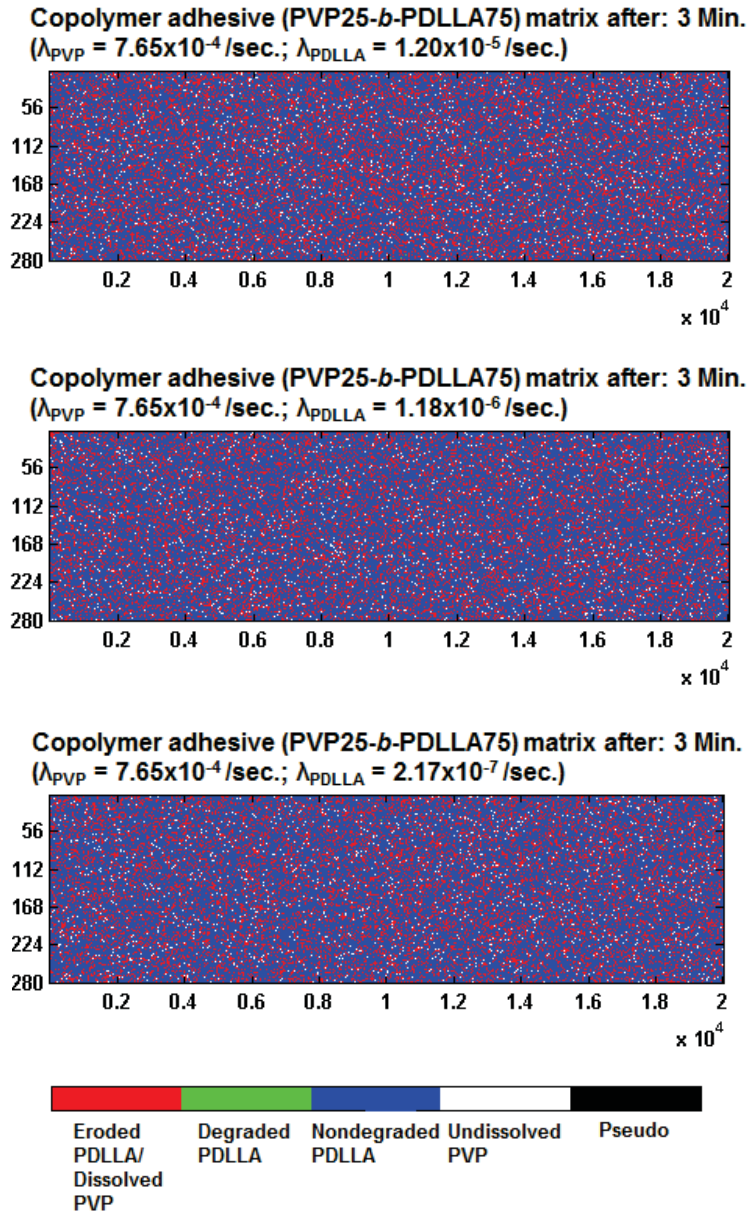 Copolymer adhesive (PVP25-b-PDLLA75) matrix after: 3 Min.
(λPVP = 7.65x10⁻⁴ /sec.; λPDLLA = 1.20x10⁻⁵ /sec.)
56
112
168
224
280
0.2 0.4 0.6 0.8 1 1.2 1.4 1.6 1.8 2
x 10⁴
Copolymer adhesive (PVP25-b-PDLLA75) matrix after: 3 Min.
(λPVP = 7.65x10⁻⁴ /sec.; λPDLLA = 1.18x10⁻⁶ /sec.)
56
112
168
224
280
0.2 0.4 0.6 0.8 1 1.2 1.4 1.6 1.8 2
x 10⁴
Copolymer adhesive (PVP25-b-PDLLA75) matrix after: 3 Min.
(λPVP = 7.65x10⁻⁴ /sec.; λPDLLA = 2.17x10⁻⁷ /sec.)
56
112
168
224
280
0.2 0.4 0.6 0.8 1 1.2 1.4 1.6 1.8 2
x 10⁴
Eroded
PDLLA/
Dissolved
PVP
Degraded
PDLLA
Nondegraded
PDLLA
Undissolved
PVP
Pseudo